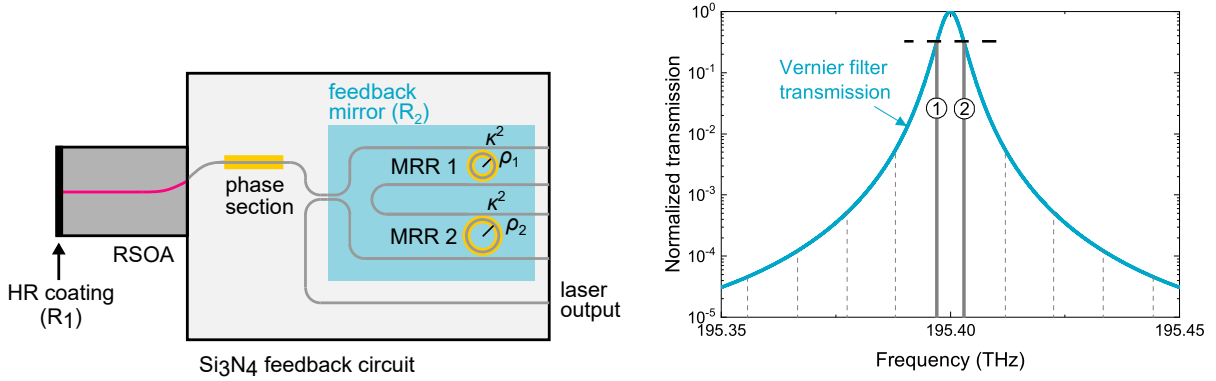 feedback
mirror (R2)
κ2
MRR 1
ρ1
phase
section
κ2
MRR 2
ρ2
RSOA
HR coating
(R1)
laser
output
Si3N4 feedback circuit
Normalized transmission
100
10-1
10-2
10-3
10-4
10-5
Vernier filter
transmission
1
2
195.35
195.40
195.45
Frequency (THz)